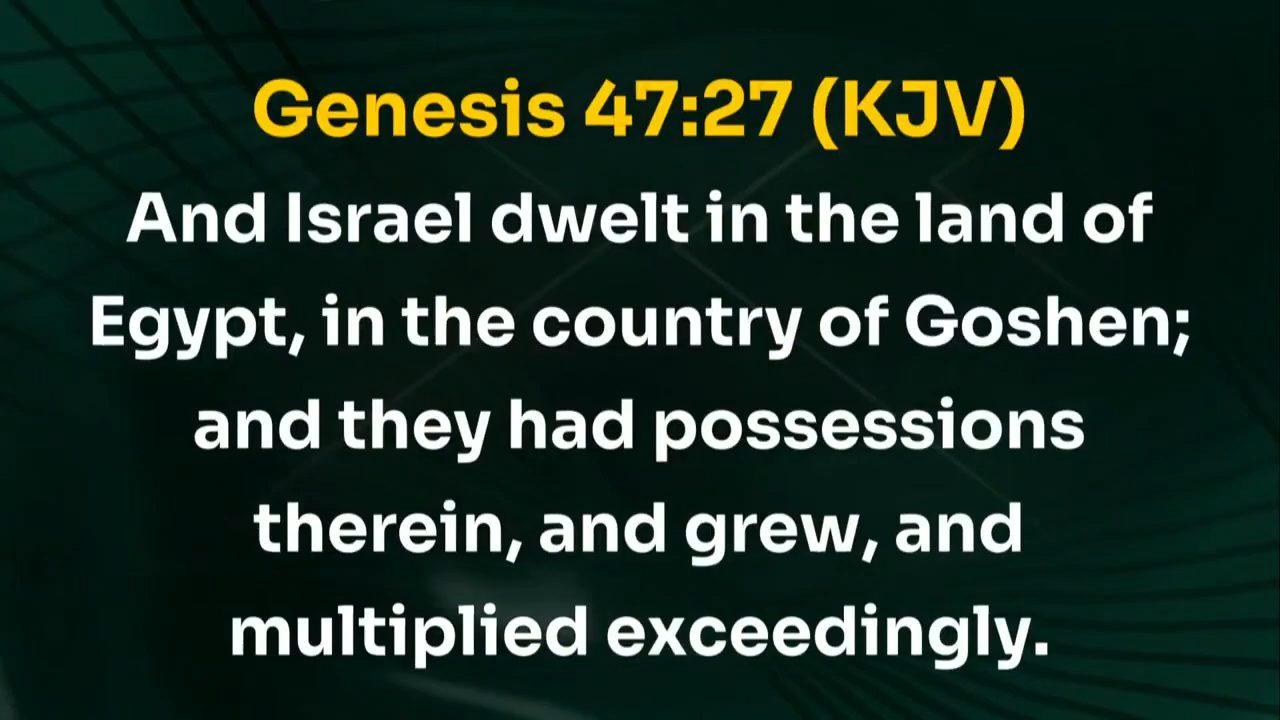 Genesis 47:27 (KJV)
And Israel dwelt in the land of
Egypt, in the country of Goshen;
and they had possessions
therein, and grew, and
multiplied exceedingly.